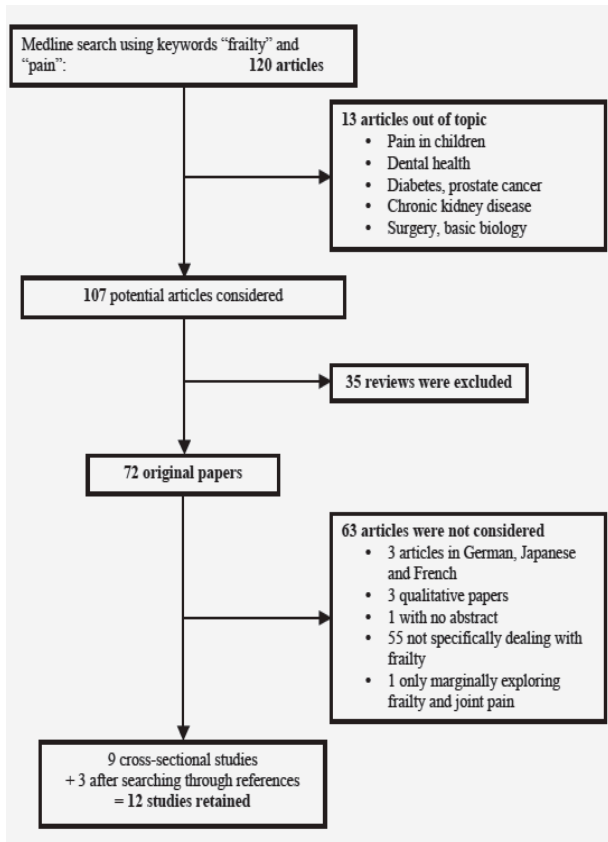 Medline search using keywords “frailty” and
“pain”: 120 articles
13 articles out of topic
• Pain in children
• Dental health
• Diabetes, prostate cancer
• Chronic kidney disease
• Surgery, basic biology
107 potential articles considered
35 reviews were excluded
72 original papers
63 articles were not considered
• 3 articles in German, Japanese
and French
• 3 qualitative papers
• 1 with no abstract
• 55 not specifically dealing with
frailty
• 1 only marginally exploring
frailty and joint pain
9 cross-sectional studies
+ 3 after searching through references
= 12 studies retained